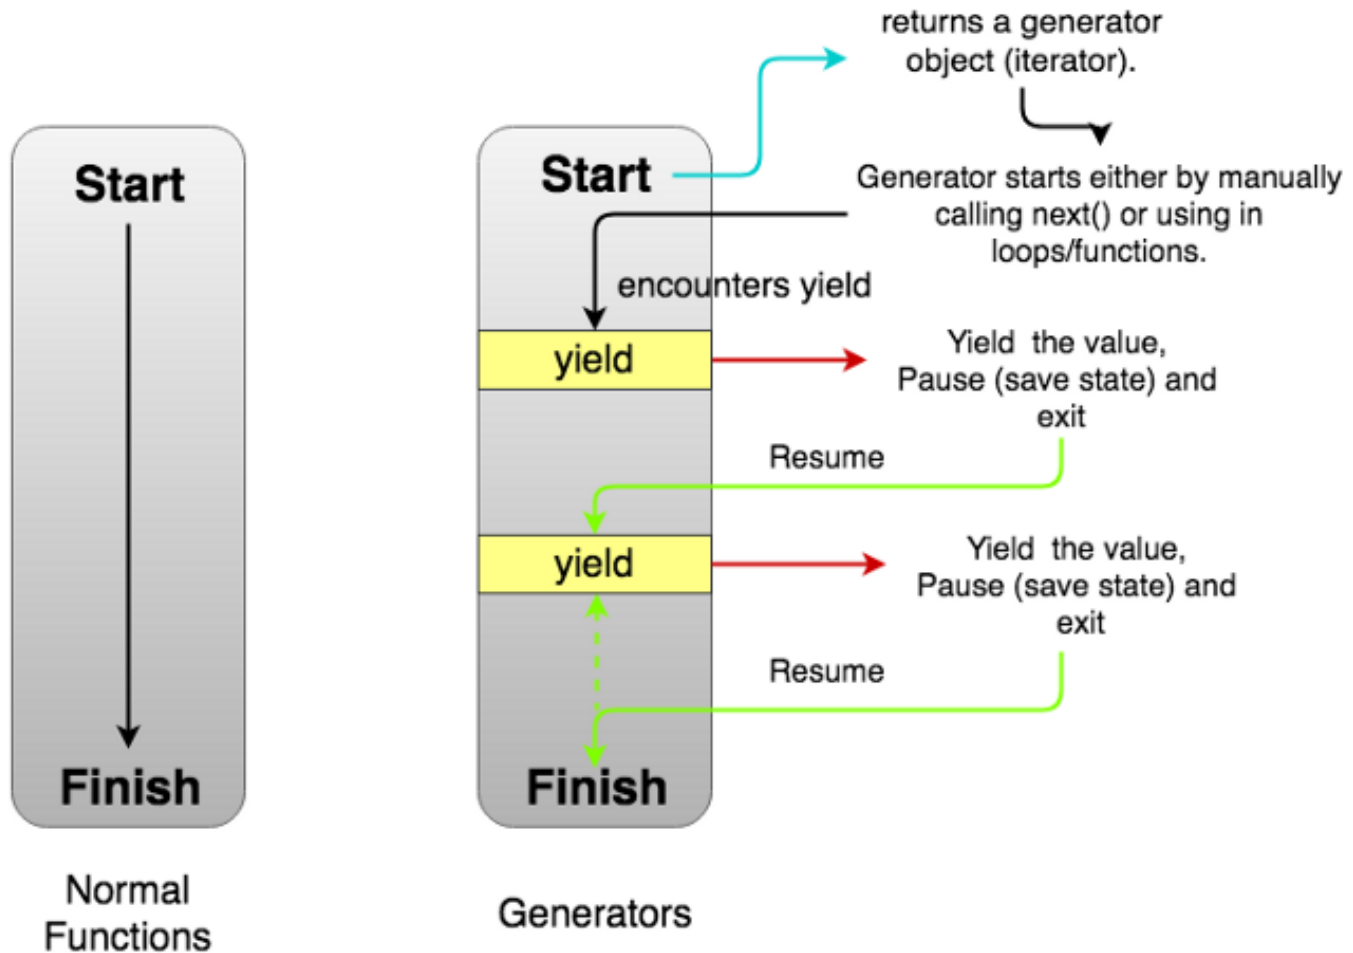 Start
Finish
Normal
Functions
returns a generator
object (iterator).
Start
Generator starts either by manually
calling next() or using in
loops/functions.
encounters yield
yield
Yield the value,
Pause (save state) and
exit
Resume
yield
Yield the value,
Pause (save state) and
exit
Resume
Finish
Generators